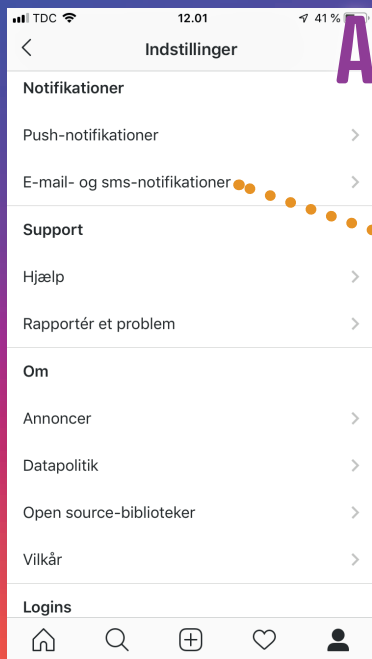 TDC 12.01 41 %
Indstillinger
A
Notifikationer
Push-notifikationer
E-mail- og sms-notifikationer
Support
Hjælp
Rapportér et problem
Om
Annoncer
Datapolitik
Open source-biblioteker
Vilkår
Logins